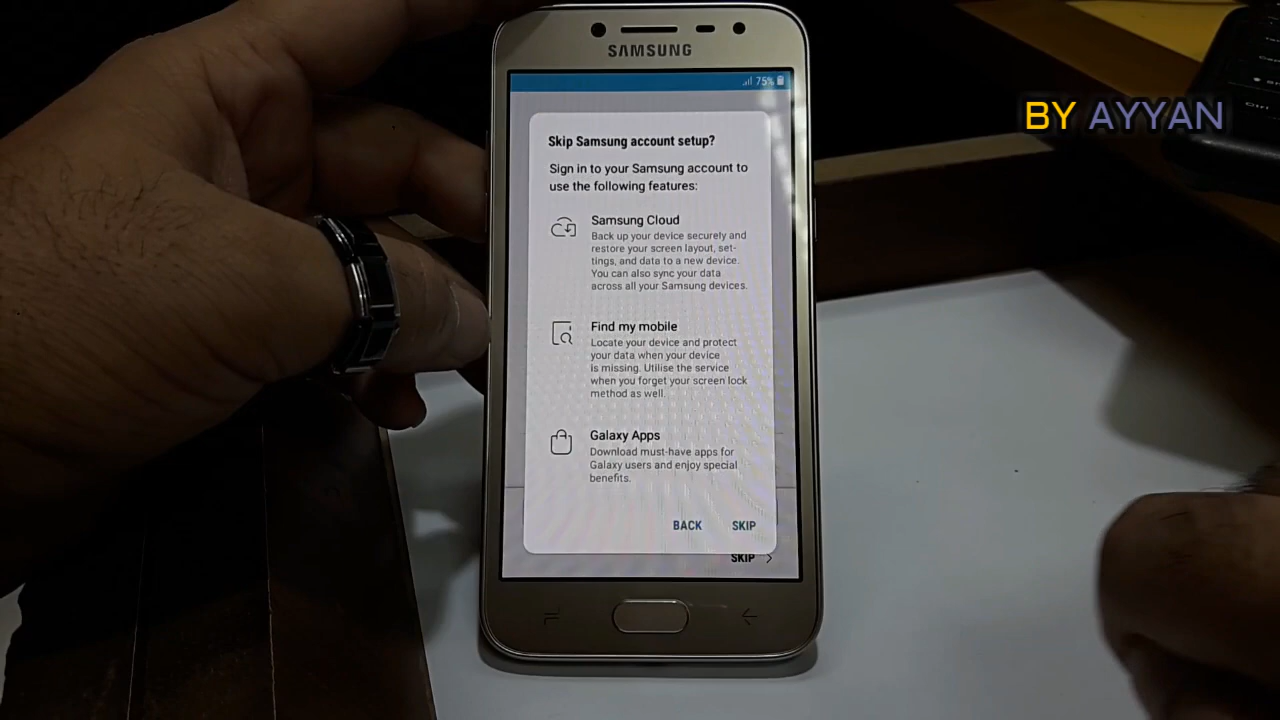 SAMSUNG
75%
BY AYYAN
Skip Samsung account setup?
Sign in to your Samsung account to
use the following features:
Samsung Cloud
Back up your device securely and
restore your screen layout, set-
tings, and data to a new device.
You can also sync your data
across all your Samsung devices.
Find my mobile
Locate your device and protect
your data when your device
is missing. Utilise the service
when you forget your screen lock
method as well.
Galaxy Apps
Download must-have apps for
Galaxy users and enjoy special
benefits.
BACK SKIP
SKIP >
Ctrl